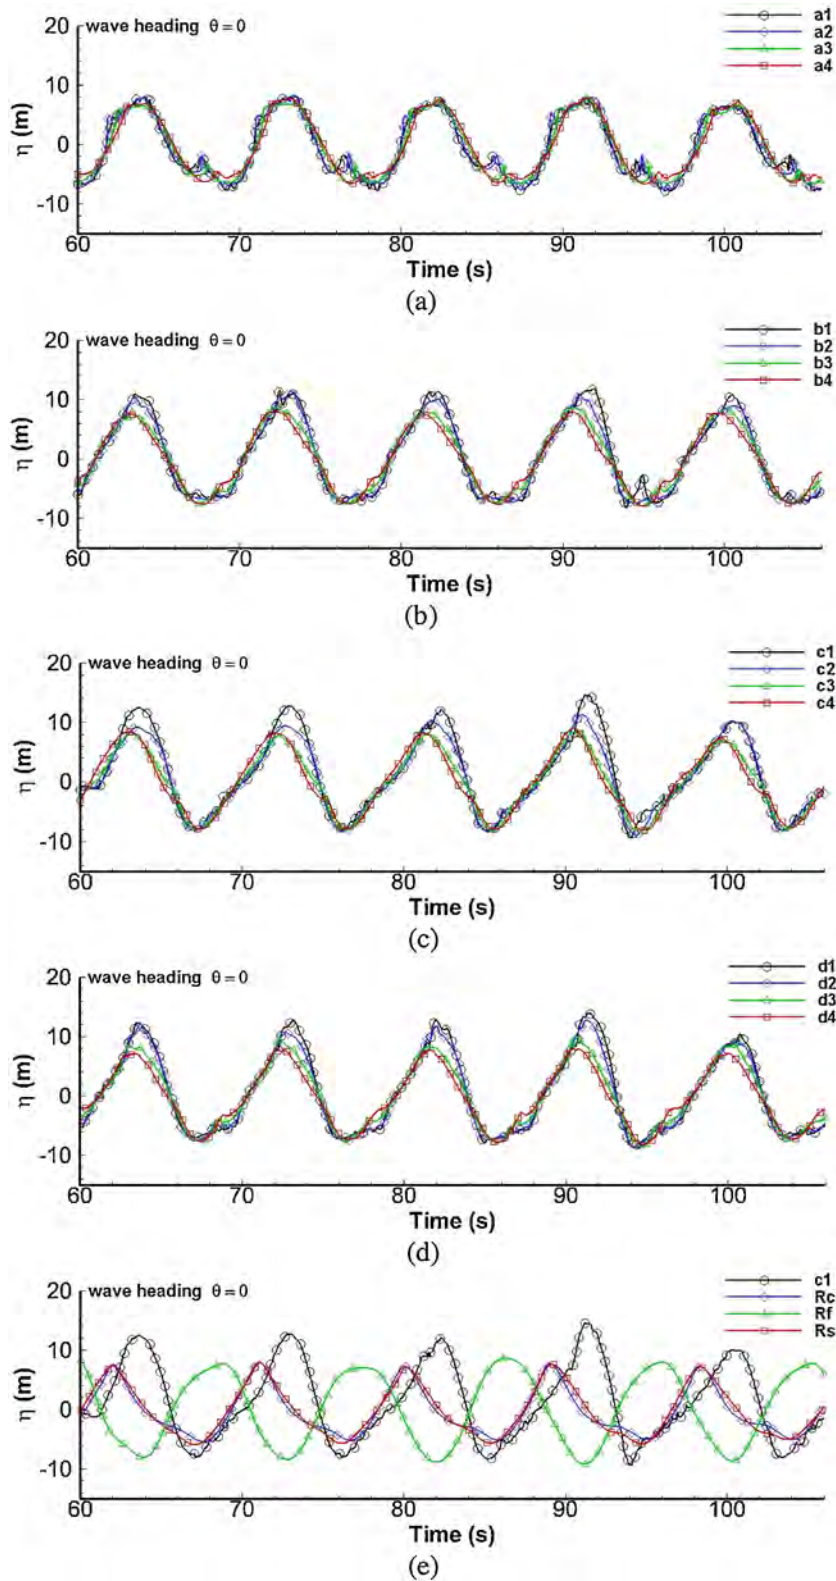 20
wave heading θ = 0
a1
a2
a3
a4
10
0
-10
η (m)
60 70 80 90 100
Time (s)
(a)
20
wave heading θ = 0
b1
b2
b3
b4
10
0
-10
η (m)
60 70 80 90 100
Time (s)
(b)
20
wave heading θ = 0
c1
c2
c3
c4
10
0
-10
η (m)
60 70 80 90 100
Time (s)
(c)
20
wave heading θ = 0
d1
d2
d3
d4
10
0
-10
η (m)
60 70 80 90 100
Time (s)
(d)
20
wave heading θ = 0
c1
Rc
Rf
Rs
10
0
-10
η (m)
60 70 80 90 100
Time (s)
(e)